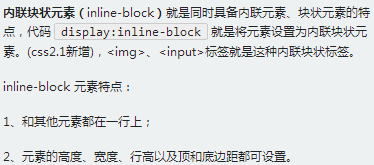 内联块状元素（inline-block）就是同时具备内联元素、块状元素的特
点，代码 display:inline-block 就是将元素设置为内联块状元
素。(css2.1新增)，<img>、<input>标签就是这种内联块状标签。
inline-block 元素特点：
1、和其他元素都在一行上；
2、元素的高度、宽度、行高以及顶和底边距都可设置。